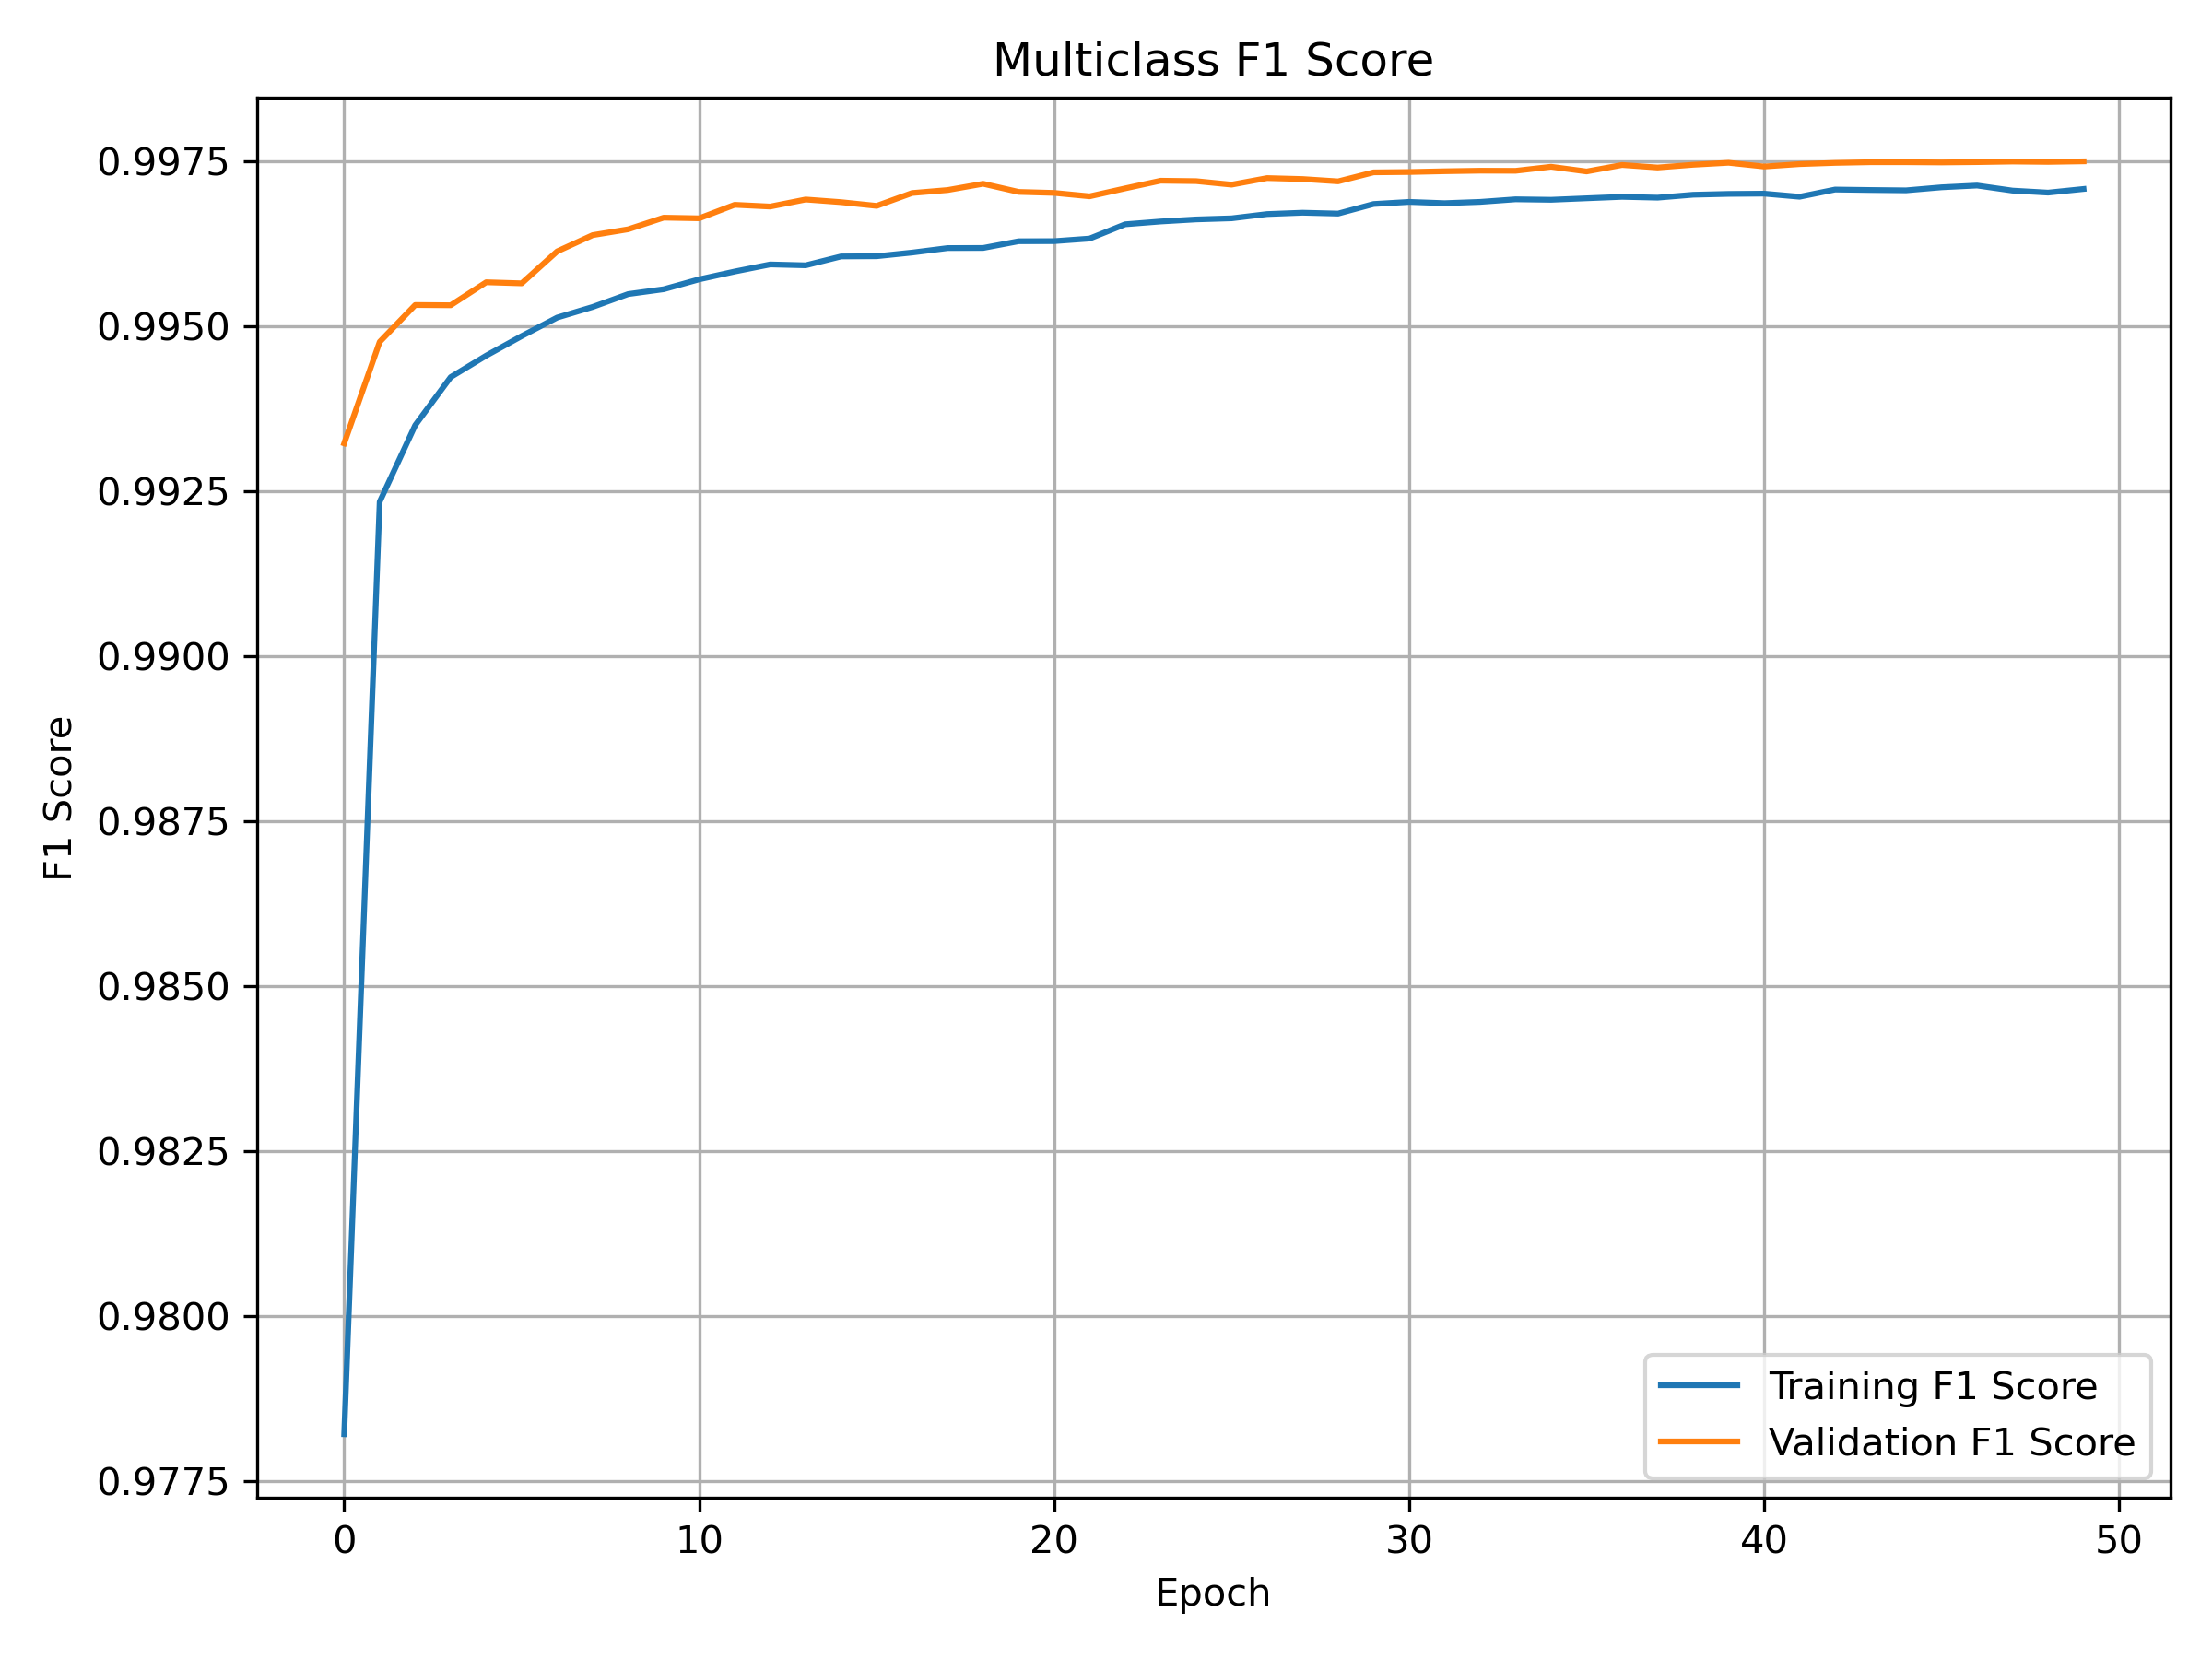 Multiclass F1 Score
F1 Score
0.9975
0.9950
0.9925
0.9900
0.9875
0.9850
0.9825
0.9800
0.9775
0 10 20 30 40 50
Epoch
Training F1 Score
Validation F1 Score